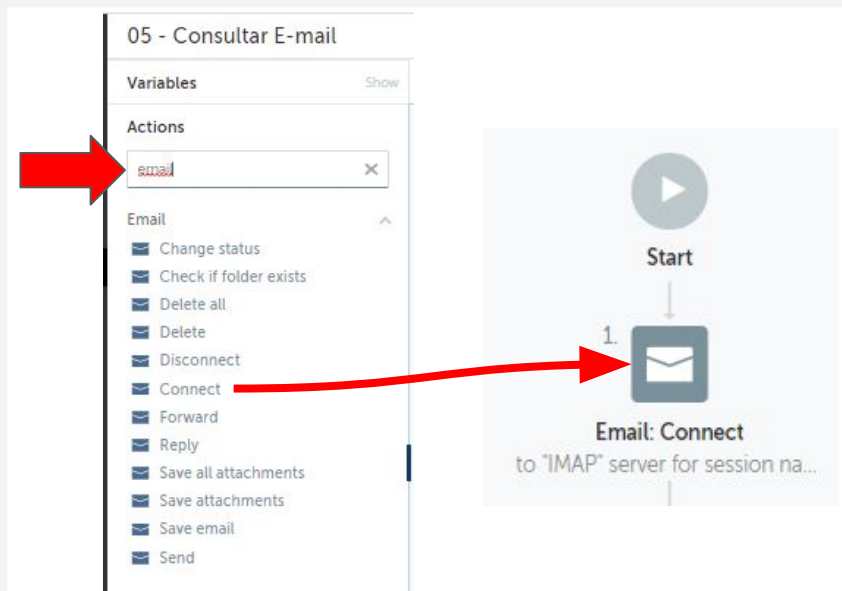 05 - Consultar E-mail
Variables
Show
Actions
email
Email
Change status
Check if folder exists
Delete all
Delete
Disconnect
Connect
Forward
Reply
Save all attachments
Save attachments
Save email
Send
Start
1.
Email: Connect
to "IMAP" server for session na...